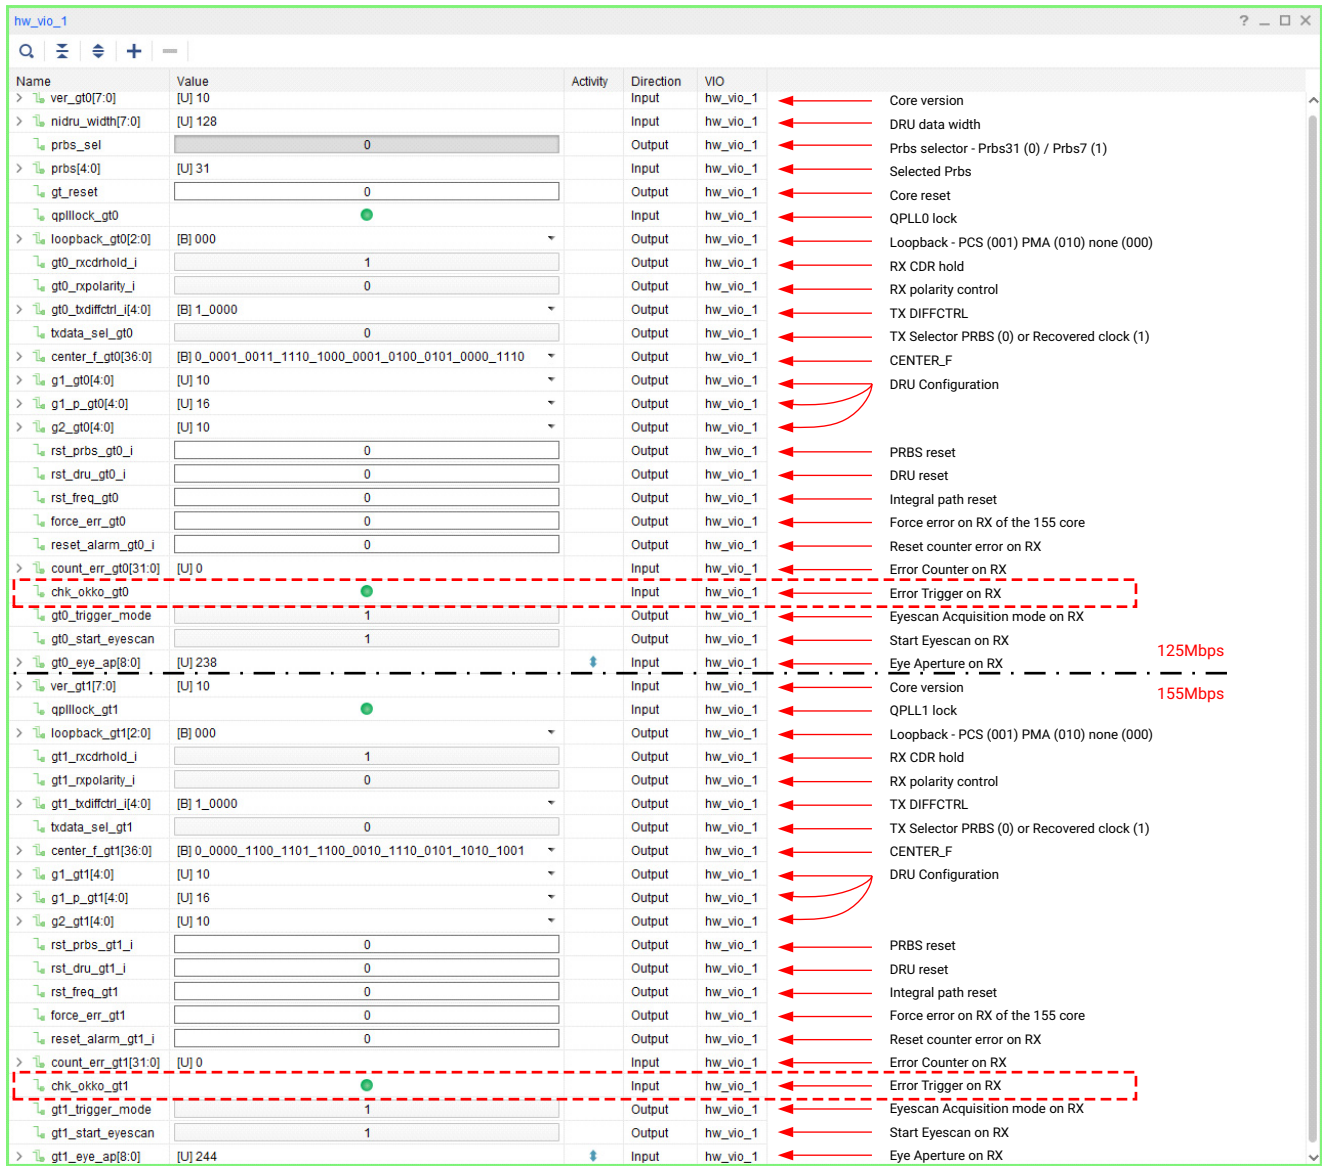 hw_vio_1
Name Value Activity Direction VIO
ver_gt0[7:0] [U] 10 Input hw_vio_1 Core version
nidru_width[7:0] [U] 128 Input hw_vio_1 DRU data width
prbs_sel 0 Output hw_vio_1 Prbs selector - Prbs31 (0) / Prbs7 (1)
prbs[4:0] [U] 31 Input hw_vio_1 Selected Prbs
gt_reset 0 Output hw_vio_1 Core reset
qplllock_gt0 Input hw_vio_1 QPLL0 lock
loopback_gt0[2:0] [B] 000 Output hw_vio_1 Loopback - PCS (001) PMA (010) none (000)
gt0_rxcdrhold_i 1 Output hw_vio_1 RX CDR hold
gt0_rxpolarity_i 0 Output hw_vio_1 RX polarity control
gt0_txdiffctrl_i[4:0] [B] 1_0000 Output hw_vio_1 TX DIFFCTRL
txdata_sel_gt0 0 Output hw_vio_1 TX Selector PRBS (0) or Recovered clock (1)
center_f_gt0[36:0] [B] 0_0001_0011_1110_1000_0001_0100_0101_0000_1110 Output hw_vio_1 CENTER_F
g1_gt0[4:0] [U] 10 Output hw_vio_1 DRU Configuration
g1_p_gt0[4:0] [U] 16 Output hw_vio_1
g2_gt0[4:0] [U] 10 Output hw_vio_1
rst_prbs_gt0_i 0 Output hw_vio_1 PRBS reset
rst_dru_gt0_i 0 Output hw_vio_1 DRU reset
rst_freq_gt0 0 Output hw_vio_1 Integral path reset
force_err_gt0 0 Output hw_vio_1 Force error on RX of the 155 core
reset_alarm_gt0_i 0 Output hw_vio_1 Reset counter error on RX
count_err_gt0[31:0] [U] 0 Input hw_vio_1 Error Counter on RX
chk_okko_gt0 Input hw_vio_1 Error Trigger on RX
gt0_trigger_mode 1 Output hw_vio_1 Eyescan Acquisition mode on RX
gt0_start_eyescan 1 Output hw_vio_1 Start Eyescan on RX
125Mbps
gt0_eye_ap[8:0] [U] 238 Input hw_vio_1 Eye Aperture on RX
ver_gt1[7:0] [U] 10 Input hw_vio_1 Core version
155Mbps
qplllock_gt1 Input hw_vio_1 QPLL1 lock
loopback_gt1[2:0] [B] 000 Output hw_vio_1 Loopback - PCS (001) PMA (010) none (000)
gt1_rxcdrhold_i 1 Output hw_vio_1 RX CDR hold
gt1_rxpolarity_i 0 Output hw_vio_1 RX polarity control
gt1_txdiffctrl_i[4:0] [B] 1_0000 Output hw_vio_1 TX DIFFCTRL
txdata_sel_gt1 0 Output hw_vio_1 TX Selector PRBS (0) or Recovered clock (1)
center_f_gt1[36:0] [B] 0_0000_1100_1101_1100_0010_1110_0101_1010_1001 Output hw_vio_1 CENTER_F
g1_gt1[4:0] [U] 10 Output hw_vio_1 DRU Configuration
g1_p_gt1[4:0] [U] 16 Output hw_vio_1
g2_gt1[4:0] [U] 10 Output hw_vio_1
rst_prbs_gt1_i 0 Output hw_vio_1 PRBS reset
rst_dru_gt1_i 0 Output hw_vio_1 DRU reset
rst_freq_gt1 0 Output hw_vio_1 Integral path reset
force_err_gt1 0 Output hw_vio_1 Force error on RX of the 155 core
reset_alarm_gt1_i 0 Output hw_vio_1 Reset counter error on RX
count_err_gt1[31:0] [U] 0 Input hw_vio_1 Error Counter on RX
chk_okko_gt1 Input hw_vio_1 Error Trigger on RX
gt1_trigger_mode 1 Output hw_vio_1 Eyescan Acquisition mode on RX
gt1_start_eyescan 1 Output hw_vio_1 Start Eyescan on RX
gt1_eye_ap[8:0] [U] 244 Input hw_vio_1 Eye Aperture on RX